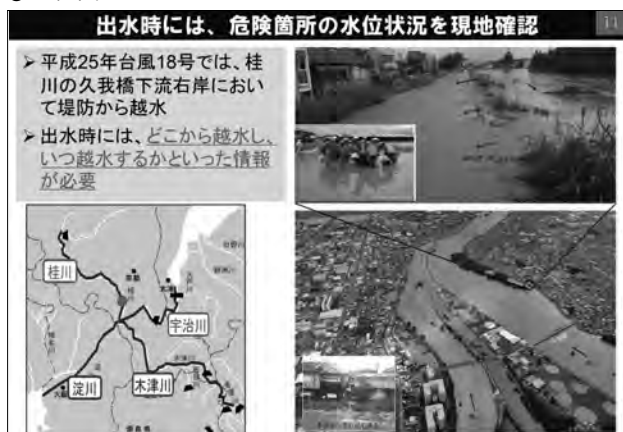 出水時には、危険箇所の水位状況を現地確認
11
➢ 平成25年台風18号では、桂
川の久我橋下流右岸におい
て堤防から越水
➢ 出水時には、どこから越水し、
いつ越水するかといった情報
が必要
桂川
宇治川
淀川
木津川